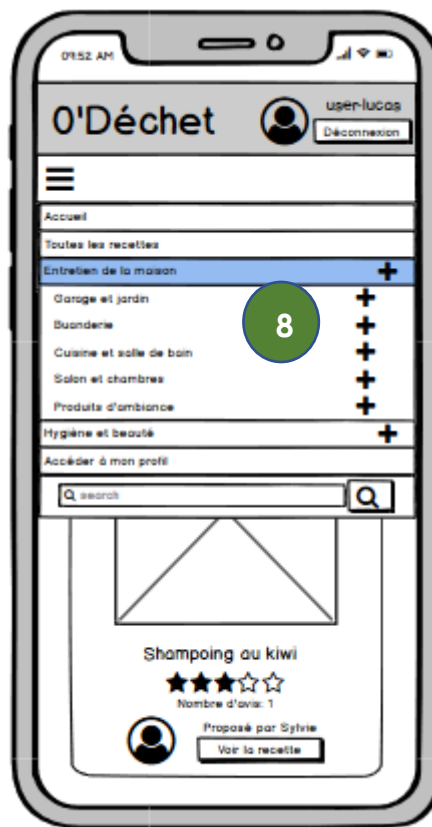 09:52 AM
O'Déchet
user-lucas
Déconnexion
Accueil
Toutes les recettes
Entretien de la maison
Garage et jardin
Buanderie
8
Cuisine et salle de bain
Salon et chambres
Produits d'ambiance
Hygiène et beauté
Accéder à mon profil
search
Shampoing au kiwi
Nombre d'avis: 1
Proposé par Sylvie
Voir la recette